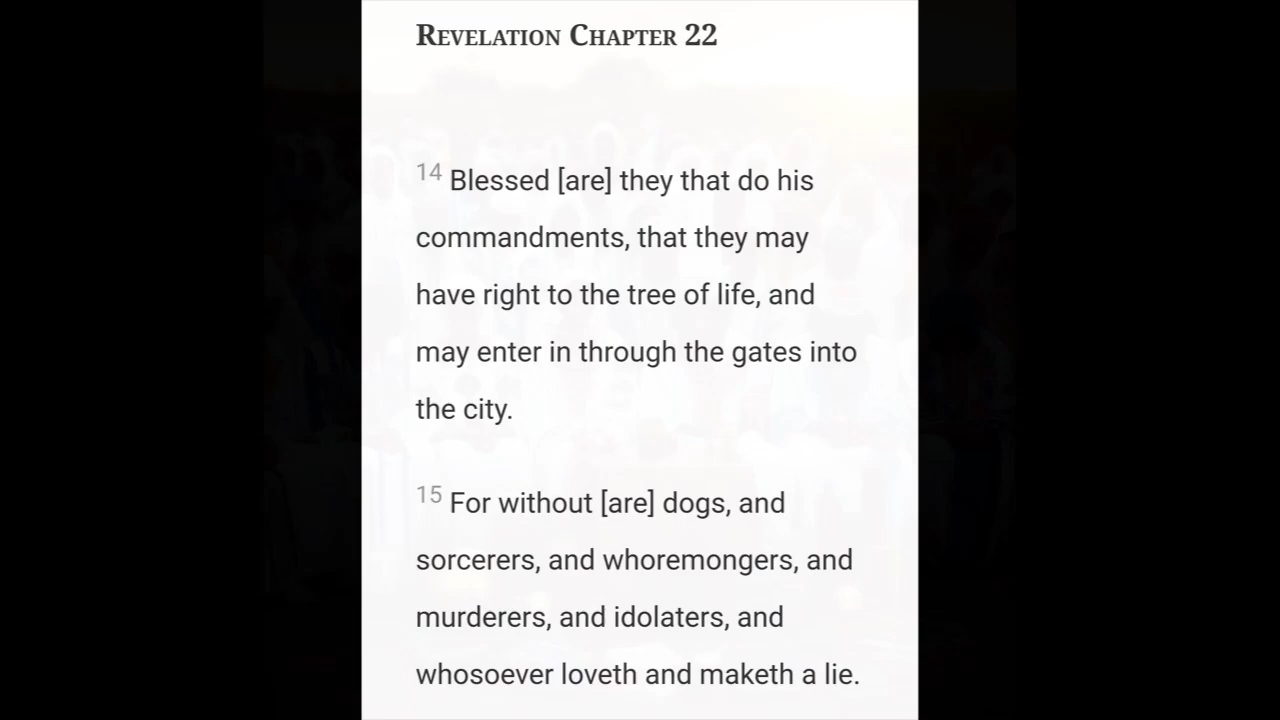 Revelation Chapter 22
14 Blessed [are] they that do his
commandments, that they may
have right to the tree of life, and
may enter in through the gates into
the city.
15 For without [are] dogs, and
sorcerers, and whoremongers, and
murderers, and idolaters, and
whosoever loveth and maketh a lie.